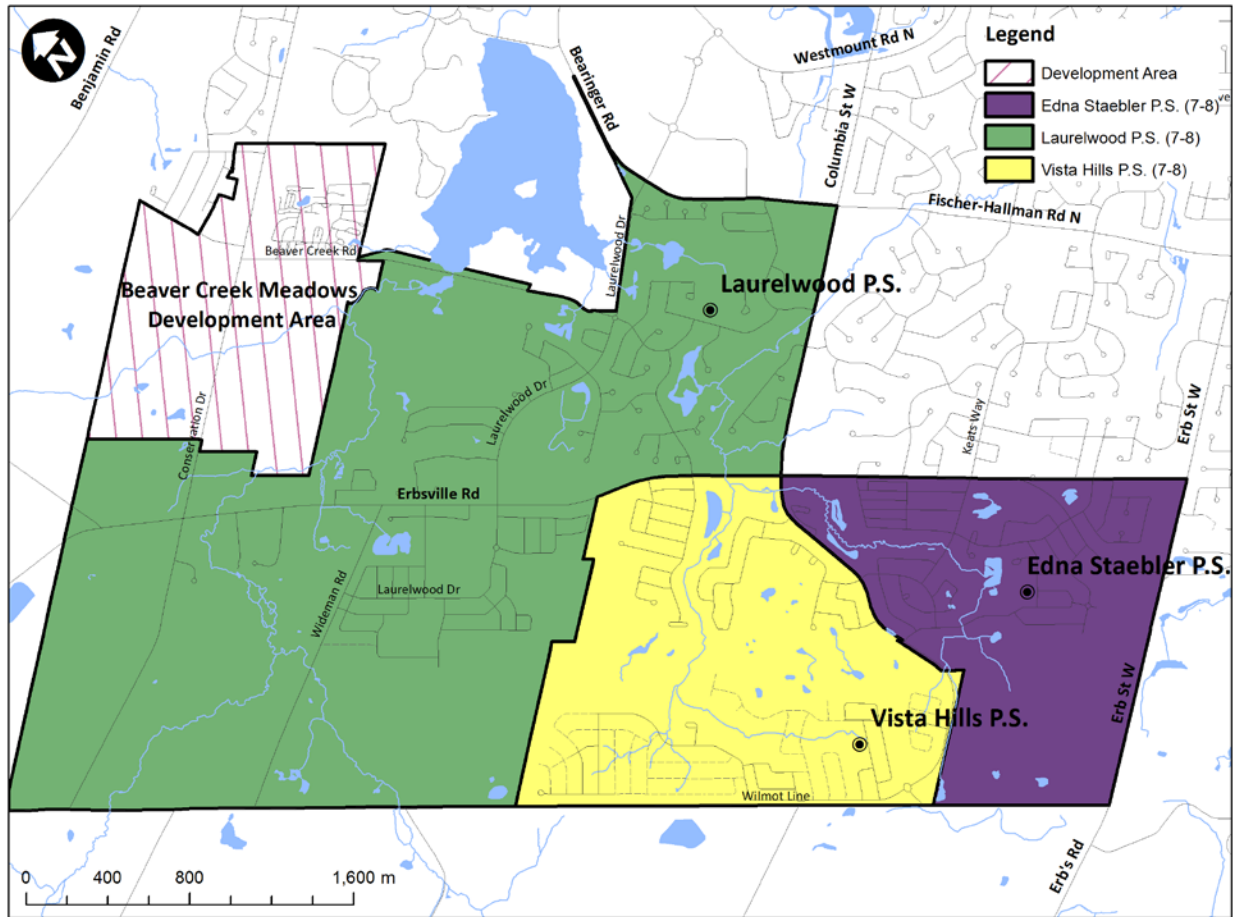 N
Benjamin Rd
Bearinger Rd
Westmount Rd N
Columbia St W
Legend
Development Area
Edna Staebler P.S. (7-8)
Laurelwood P.S. (7-8)
Vista Hills P.S. (7-8)
ve
Fischer-Hallman Rd N
Laurelwood Dr
Beaver Creek Rd
Beaver Creek Meadows
Development Area
Laurelwood P.S.
Laurelwood Dr
Conservation Dr
Keats Way
Erb St W
Erbsville Rd
Edna Staebler P.S.
Laurelwood Dr
Wideman Rd
Erb St W
Vista Hills P.S.
Wilmot Line
Erb's Rd
0 400 800 1,600 m